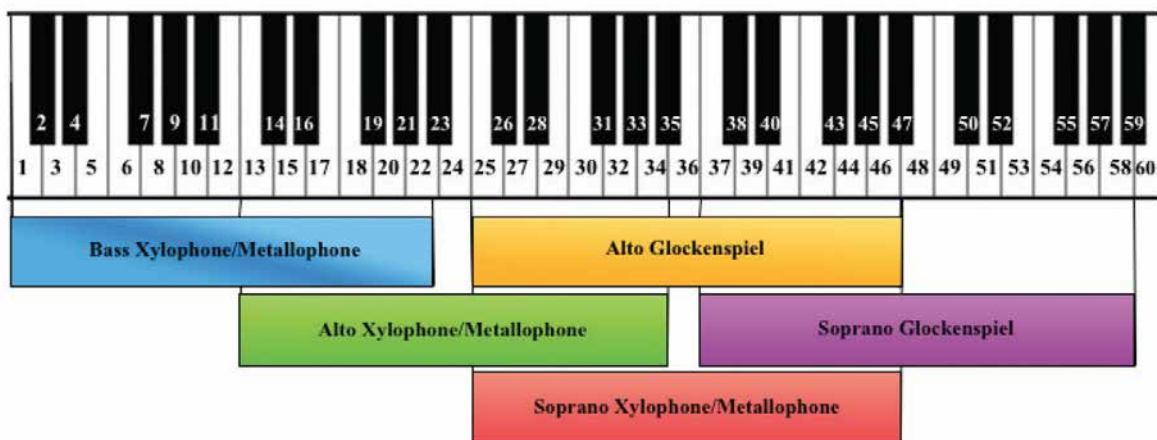 2 4 7 9 11 14 16 19 21 23 26 28 31 33 35 38 40 43 45 47 50 52 55 57 59
1 3 5 6 8 10 12 13 15 17 18 20 22 24 25 27 29 30 32 34 36 37 39 41 42 44 46 48 49 51 53 54 56 58 60
Bass Xylophone/Metallophone
Alto Glockenspiel
Alto Xylophone/Metallophone
Soprano Glockenspiel
Soprano Xylophone/Metallophone